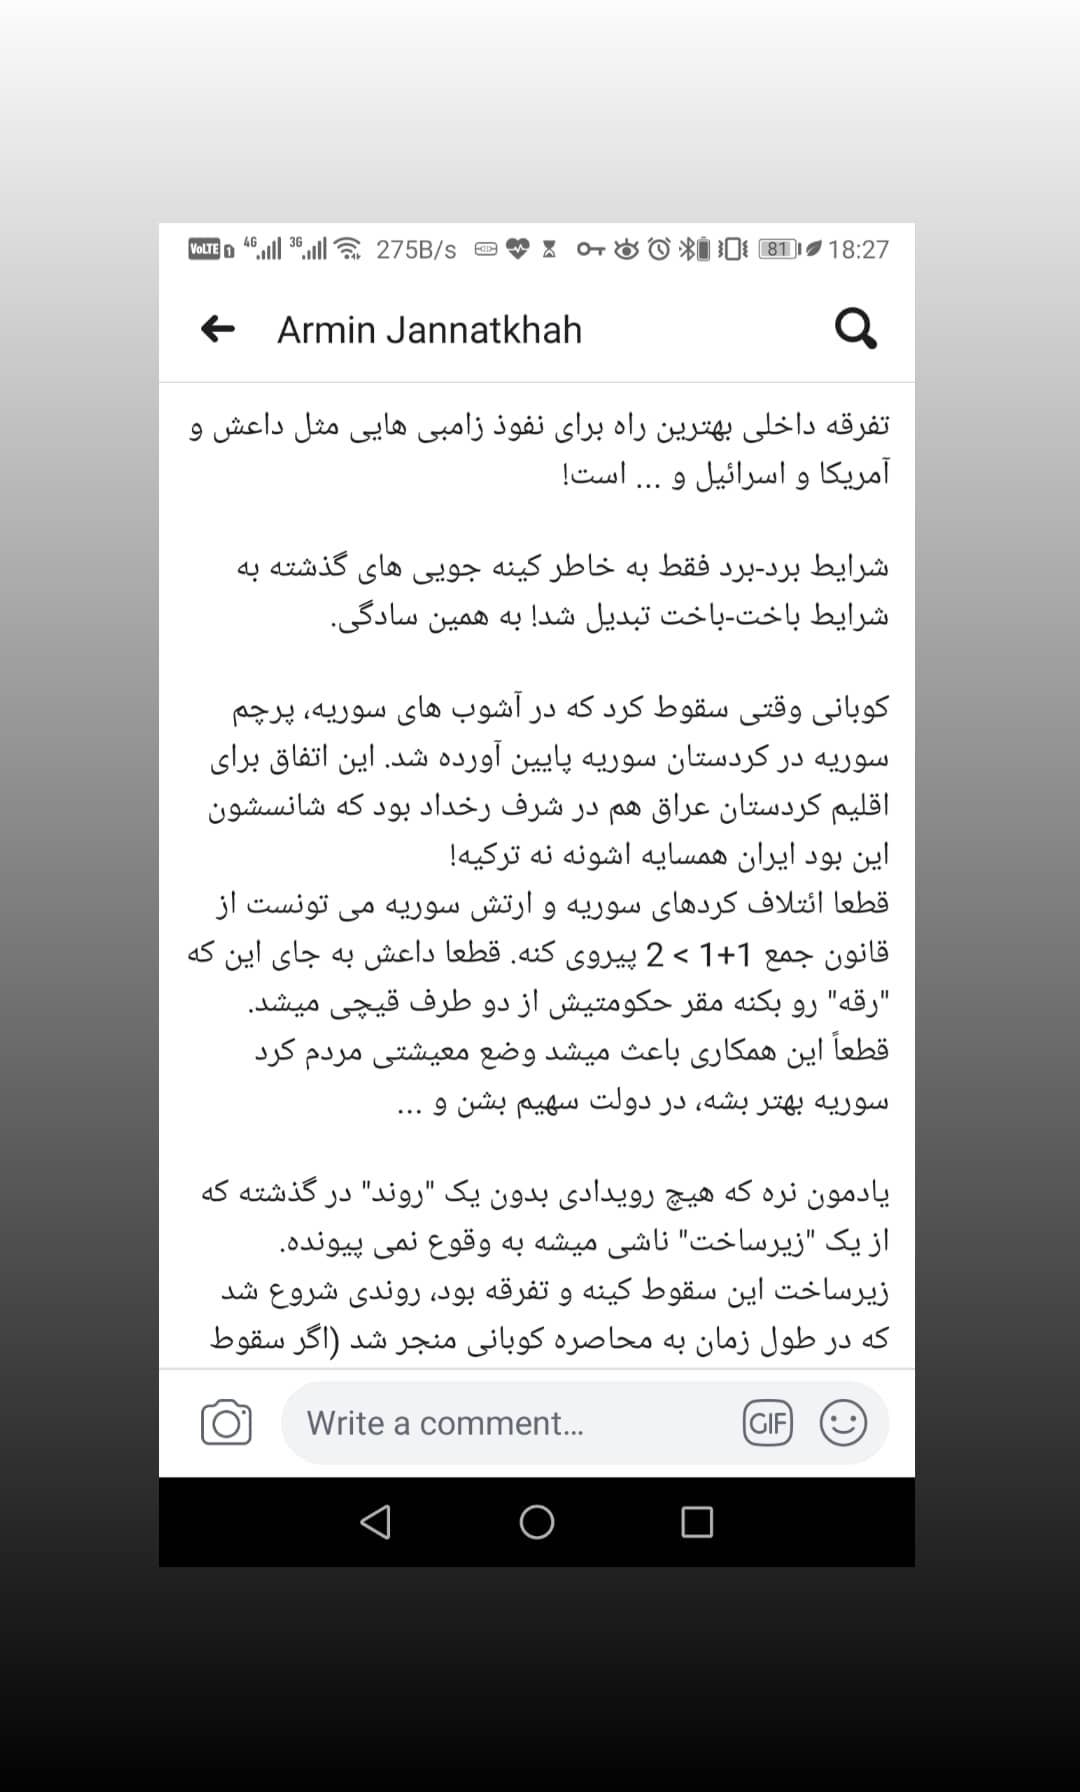 VoLTE 1 4G 3G 275B/s 81 18:27
Armin Jannatkhah
تفرقه داخلی بهترین راه برای نفوذ زامبی هایی مثل داعش و
آمریکا و اسرائیل و ... است!
شرایط برد-برد فقط به خاطر کینه جویی های گذشته به
شرایط باخت-باخت تبدیل شد! به همین سادگی.
کوبانی وقتی سقوط کرد که در آشوب های سوریه، پرچم
سوریه در کردستان سوریه پایین آورده شد. این اتفاق برای
اقلیم کردستان عراق هم در شرف رخداد بود که شانسشون
این بود ایران همسایه اشونه نه ترکیه!
قطعا ائتلاف کردهای سوریه و ارتش سوریه می تونست از
قانون جمع 1+1 > 2 پیروی کنه. قطعا داعش به جای این که
"رقه" رو بکنه مقر حکومتیش از دو طرف قیچی میشد.
قطعاً این همکاری باعث میشد وضع معیشتی مردم کرد
سوریه بهتر بشه، در دولت سهیم بشن و ...
یادمون نره که هیچ رویدادی بدون یک "روند" در گذشته که
از یک "زیرساخت" ناشی میشه به وقوع نمی پیونده.
زیرساخت این سقوط کینه و تفرقه بود، روندی شروع شد
که در طول زمان به محاصره کوبانی منجر شد (اگر سقوط
Write a comment...
GIF